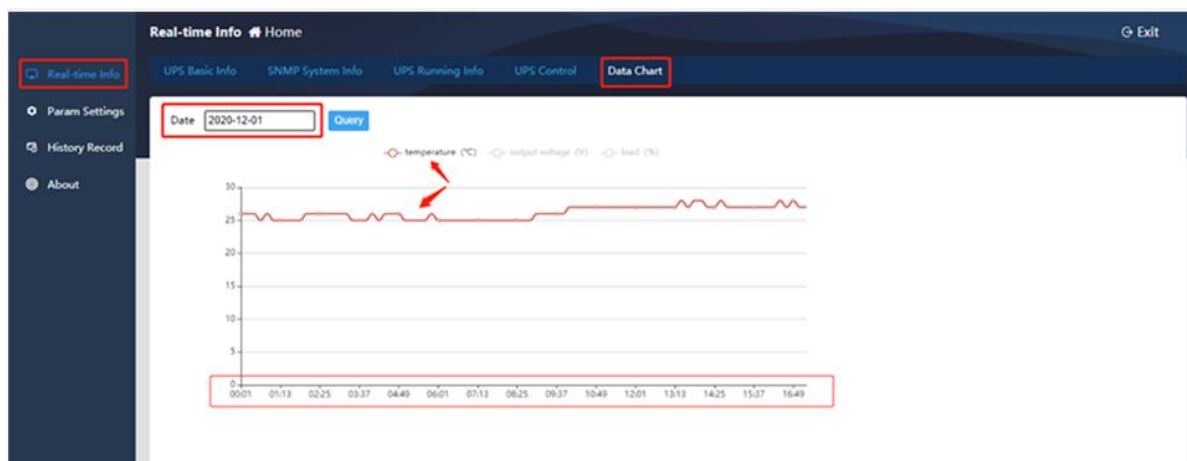 Real-time Info Home Exit
Real-time Info
Param Settings
History Record
About
UPS Basic Info SNMP System Info UPS Running Info UPS Control Data Chart
Date 2020-12-01 Query
temperature (℃) output voltage (V) load (%)
30
25
20
15
10
5
0
00:01 01:13 02:25 03:37 04:49 06:01 07:13 08:25 09:37 10:49 12:01 13:13 14:25 15:37 16:49